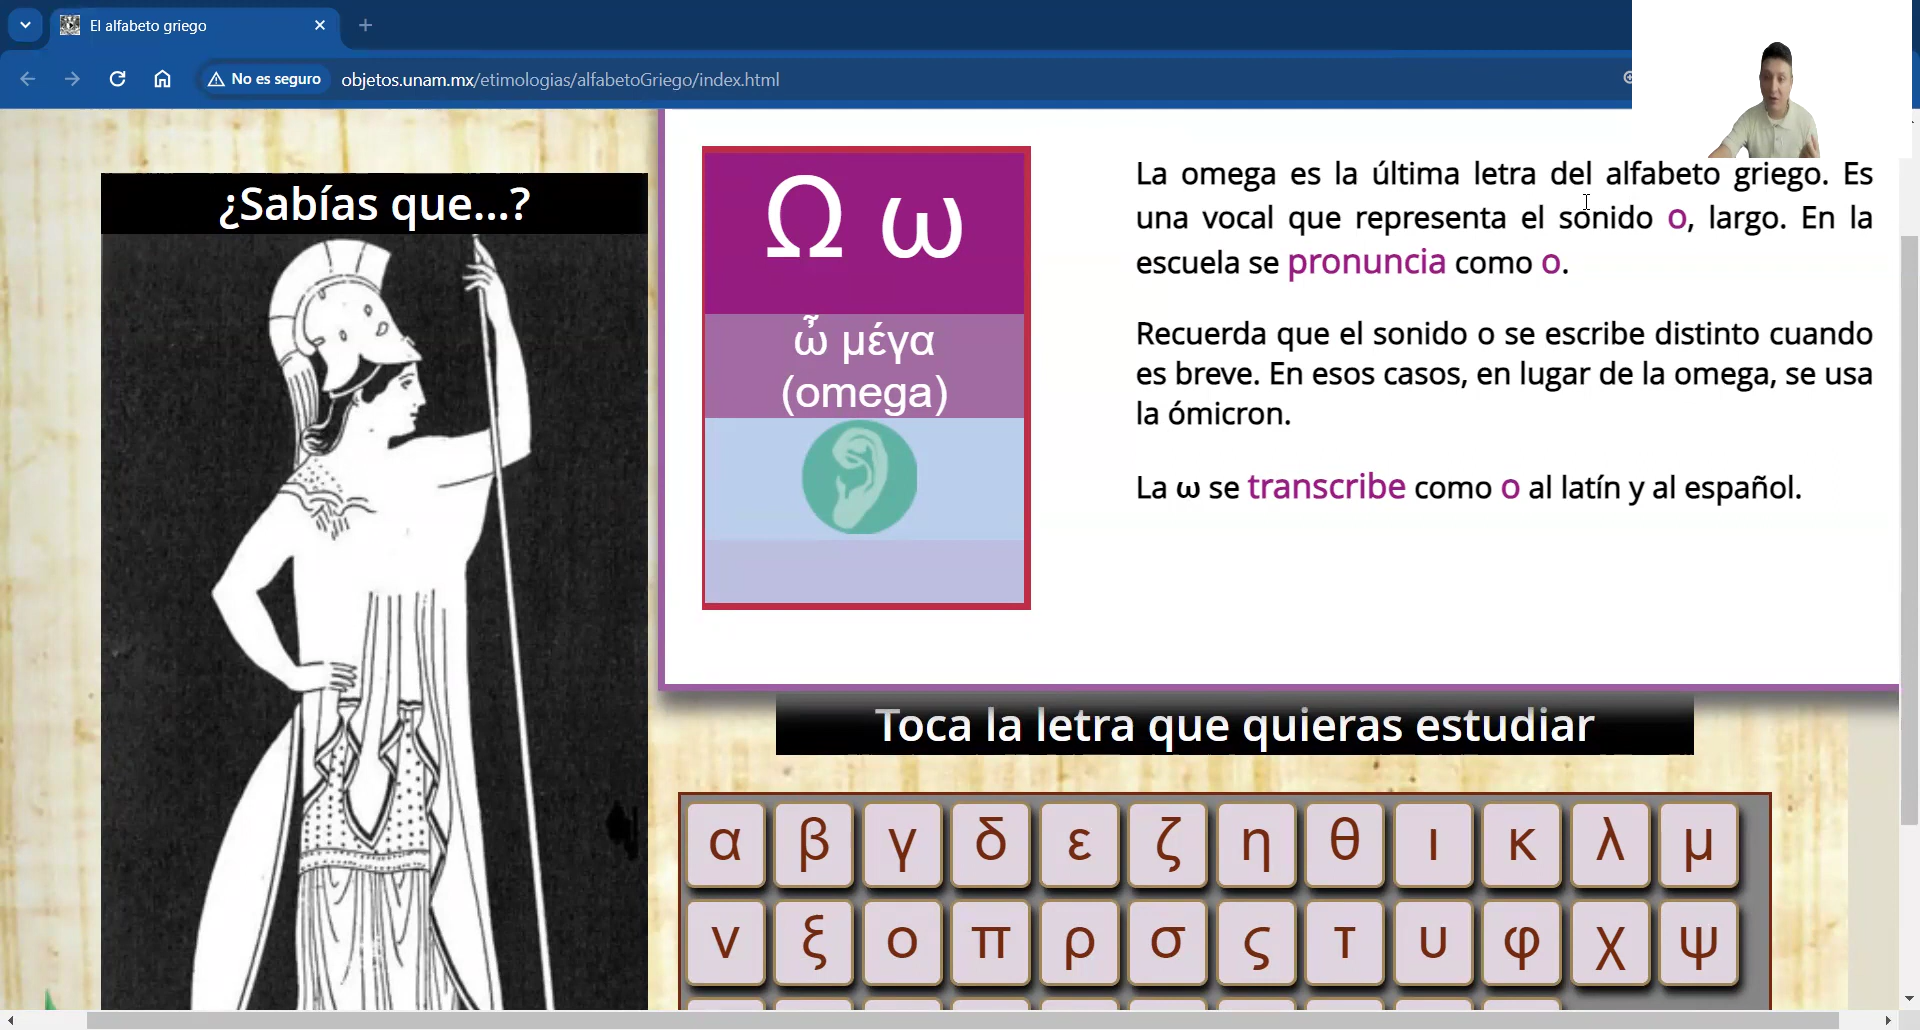 El alfabeto griego
No es seguro
objetos.unam.mx/etimologias/alfabetoGriego/index.html
¿Sabías que...?
Ω ω
ὦ μέγα
(omega)
La omega es la última letra del alfabeto griego. Es
una vocal que representa el sonido o, largo. En la
escuela se pronuncia como o.
Recuerda que el sonido o se escribe distinto cuando
es breve. En esos casos, en lugar de la omega, se usa
la ómicron.
La ω se transcribe como o al latín y al español.
Toca la letra que quieras estudiar
α β γ δ ε ζ η θ ι κ λ μ
ν ξ ο π ρ σ ς τ υ φ χ ψ